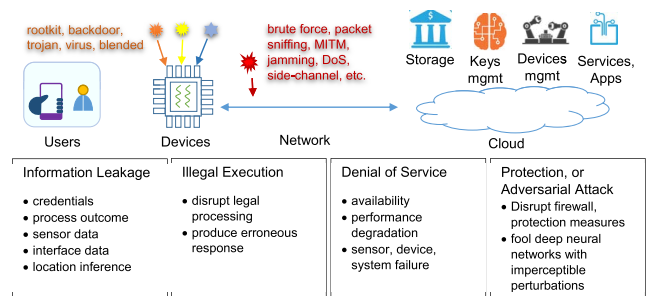 rootkit, backdoor,
trojan, virus, blended
brute force, packet
sniffing, MITM,
jamming, DoS,
side-channel, etc.
$
Storage
Keys
mgmt
Devices
mgmt
Services,
Apps
Users
Devices
Network
Cloud
Information Leakage
• credentials
• process outcome
• sensor data
• interface data
• location inference
Illegal Execution
• disrupt legal
processing
• produce erroneous
response
Denial of Service
• availability
• performance
degradation
• sensor, device,
system failure
Protection, or
Adversarial Attack
• Disrupt firewall,
protection measures
• fool deep neural
networks with
imperceptible
perturbations